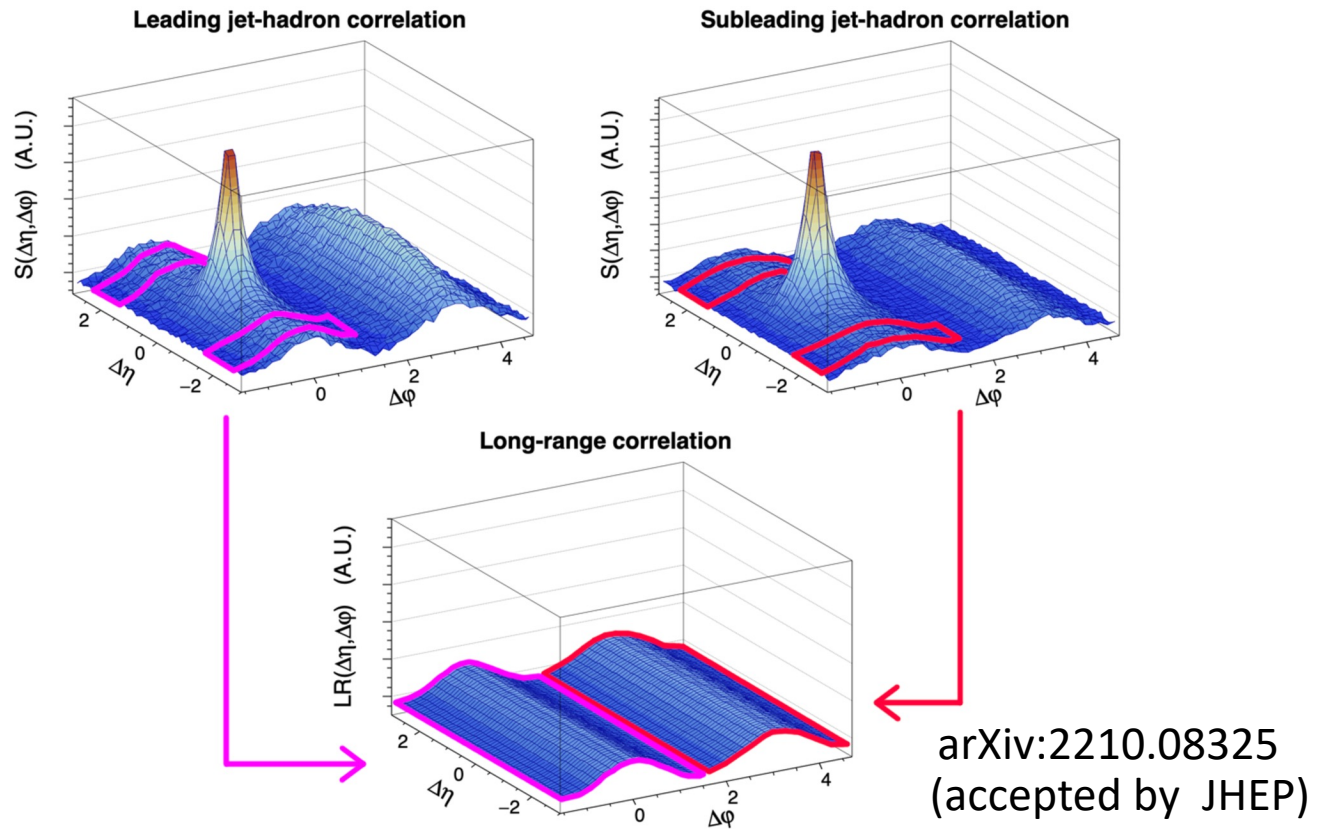 Leading jet-hadron correlation
S(Δη,Δφ) (A.U.)
2
0
−2
Δη
0
2
4
Δφ
Subleading jet-hadron correlation
S(Δη,Δφ) (A.U.)
2
0
−2
Δη
0
2
4
Δφ
Long-range correlation
LR(Δη,Δφ) (A.U.)
2
0
−2
Δη
0
2
4
Δφ
arXiv:2210.08325
(accepted by JHEP)